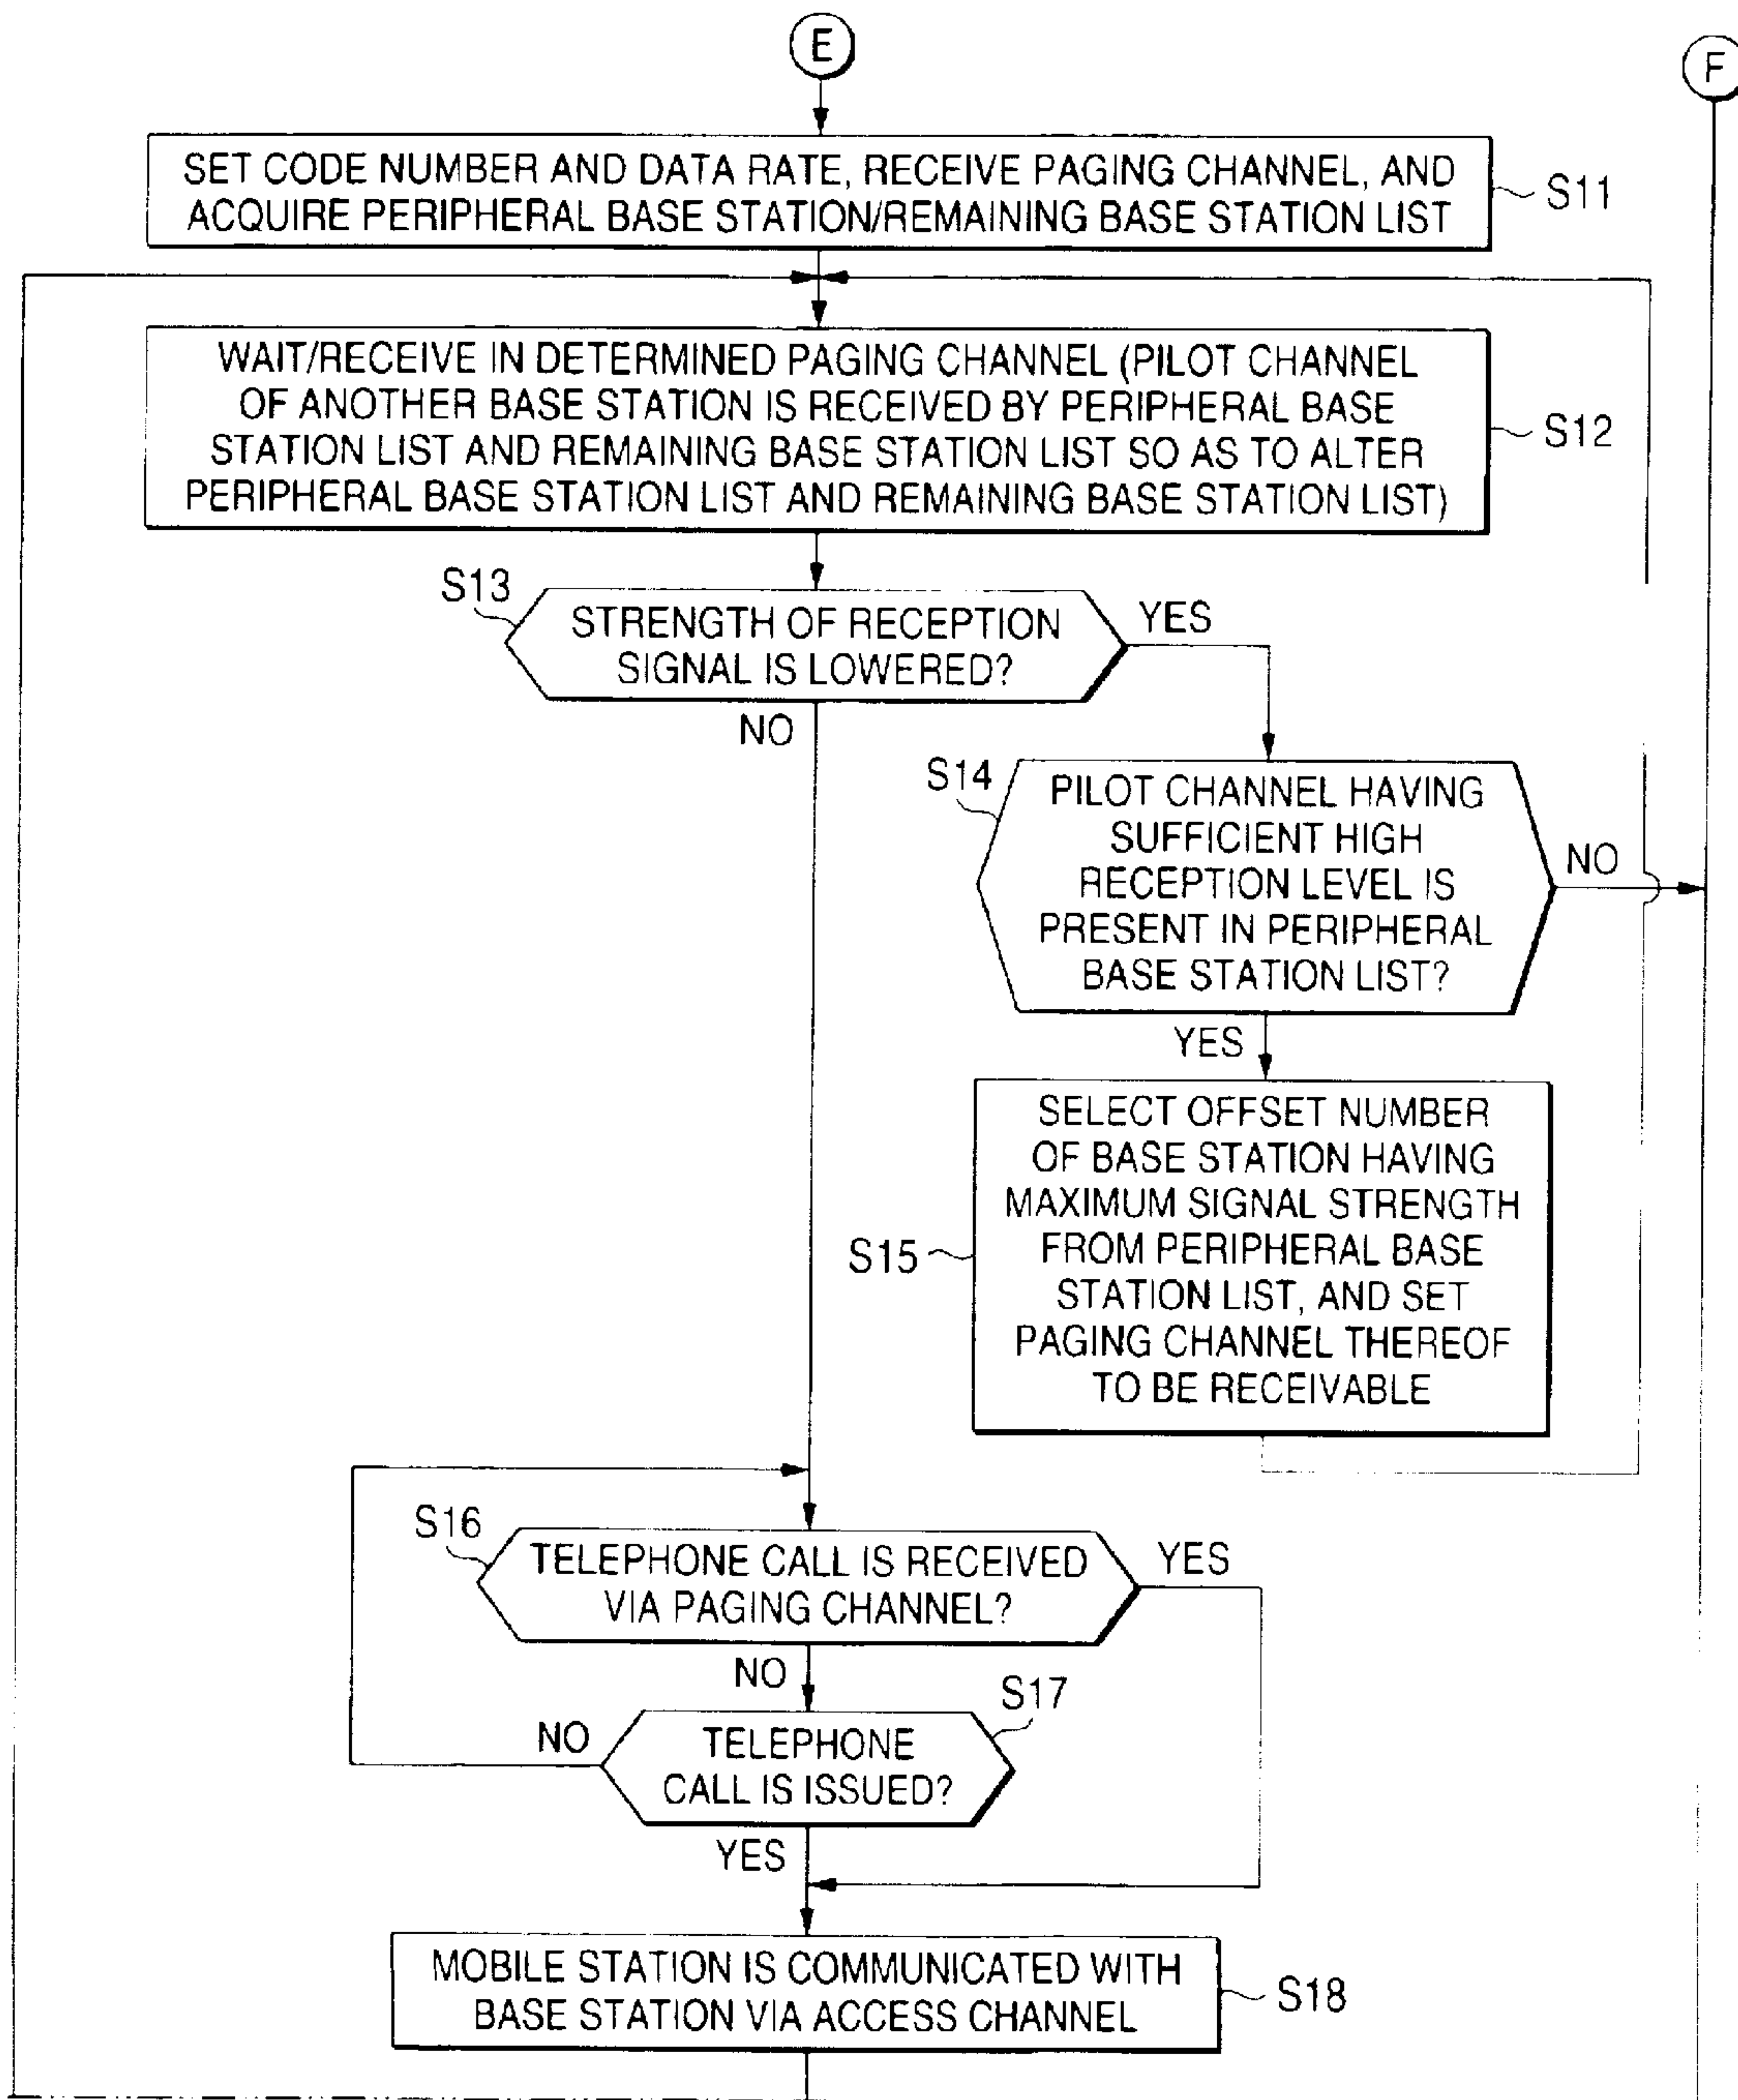 E
F
SET CODE NUMBER AND DATA RATE, RECEIVE PAGING CHANNEL, AND
ACQUIRE PERIPHERAL BASE STATION/REMAINING BASE STATION LIST
S11
WAIT/RECEIVE IN DETERMINED PAGING CHANNEL (PILOT CHANNEL
OF ANOTHER BASE STATION IS RECEIVED BY PERIPHERAL BASE
STATION LIST AND REMAINING BASE STATION LIST SO AS TO ALTER
PERIPHERAL BASE STATION LIST AND REMAINING BASE STATION LIST)
S12
S13
STRENGTH OF RECEPTION
SIGNAL IS LOWERED?
YES
NO
S14
PILOT CHANNEL HAVING
SUFFICIENT HIGH
RECEPTION LEVEL IS
PRESENT IN PERIPHERAL
BASE STATION LIST?
NO
YES
SELECT OFFSET NUMBER
OF BASE STATION HAVING
MAXIMUM SIGNAL STRENGTH
FROM PERIPHERAL BASE
STATION LIST, AND SET
PAGING CHANNEL THEREOF
TO BE RECEIVABLE
S15
S16
TELEPHONE CALL IS RECEIVED
VIA PAGING CHANNEL?
YES
NO
S17
TELEPHONE
CALL IS ISSUED?
NO
YES
MOBILE STATION IS COMMUNICATED WITH
BASE STATION VIA ACCESS CHANNEL
S18